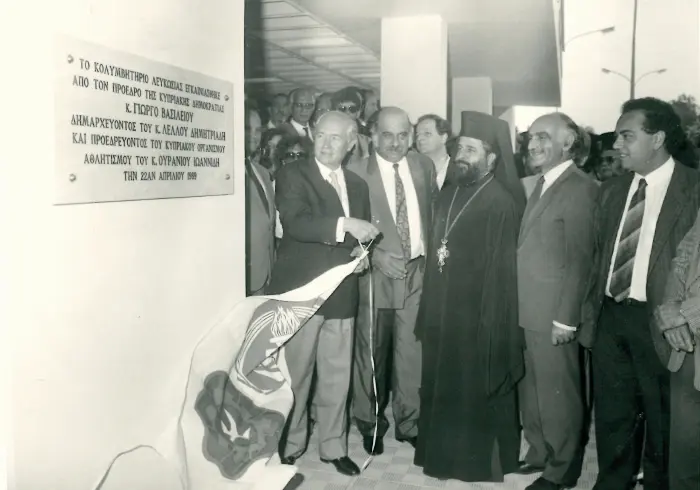 ΤΟ ΚΟΛΥΜΒΗΤΗΡΙΟ ΛΕΥΚΩΣΙΑΣ ΕΓΚΑΙΝΙΑΣΘΗΚΕ
ΑΠΟ ΤΟΝ ΠΡΟΕΔΡΟ ΤΗΣ ΚΥΠΡΙΑΚΗΣ ΔΗΜΟΚΡΑΤΙΑΣ
κ. ΓΙΩΡΓΟ ΒΑΣΙΛΕΙΟΥ
ΔΗΜΑΡΧΕΥΟΝΤΟΣ ΤΟΥ κ. ΛΕΛΛΟΥ ΔΗΜΗΤΡΙΑΔΗ
ΚΑΙ ΠΡΟΕΔΡΕΥΟΝΤΟΣ ΤΟΥ ΚΥΠΡΙΑΚΟΥ ΟΡΓΑΝΙΣΜΟΥ
ΑΘΛΗΤΙΣΜΟΥ ΤΟΥ κ. ΟΥΡΑΝΙΟΥ ΙΩΑΝΝΙΔΗ
ΤΗΝ 22ΑΝ ΑΠΡΙΛΙΟΥ